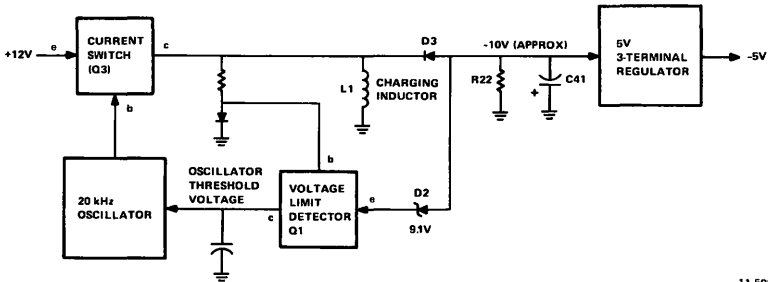 +12V
e
CURRENT
SWITCH
(Q3)
c
b
D3
-10V (APPROX)
L1
CHARGING
INDUCTOR
R22
+
C41
5V
3-TERMINAL
REGULATOR
-5V
20 kHz
OSCILLATOR
OSCILLATOR
THRESHOLD
VOLTAGE
c
b
VOLTAGE
LIMIT
DETECTOR
Q1
e
D2
9.1V